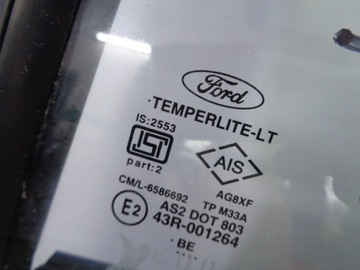 Ford
TEMPERLITE-LT
IS:2553
ISI
part:2
AIS
CM/L-6586692
AG8XF
TP M33A
E2
AS2 DOT 803
43R-001264
BE